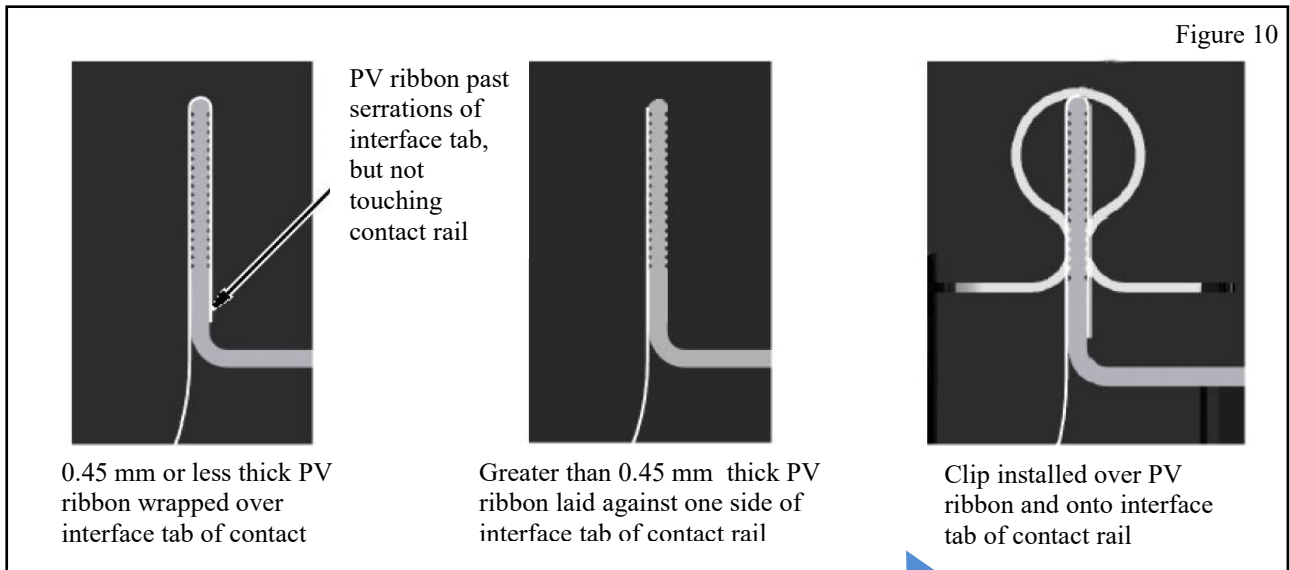 Figure 10
PV ribbon past
serrations of
interface tab,
but not
touching
contact rail
0.45 mm or less thick PV
ribbon wrapped over
interface tab of contact
Greater than 0.45 mm  thick PV
ribbon laid against one side of
interface tab of contact rail
Clip installed over PV
ribbon and onto interface
tab of contact rail